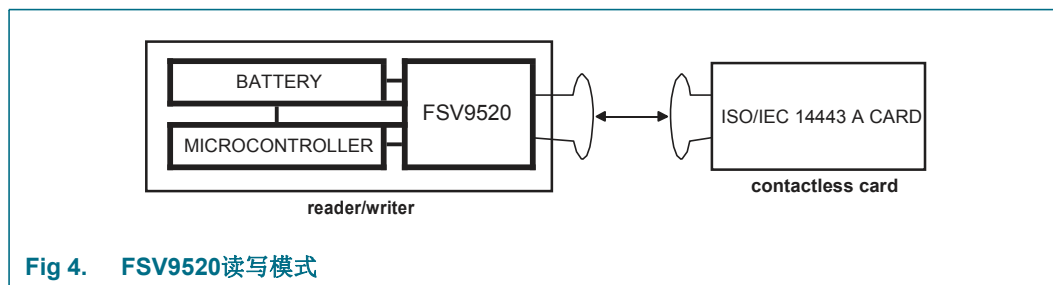 BATTERY
FSV9520
MICROCONTROLLER
ISO/IEC 14443 A CARD
contactless card
reader/writer
Fig 4. FSV9520读写模式